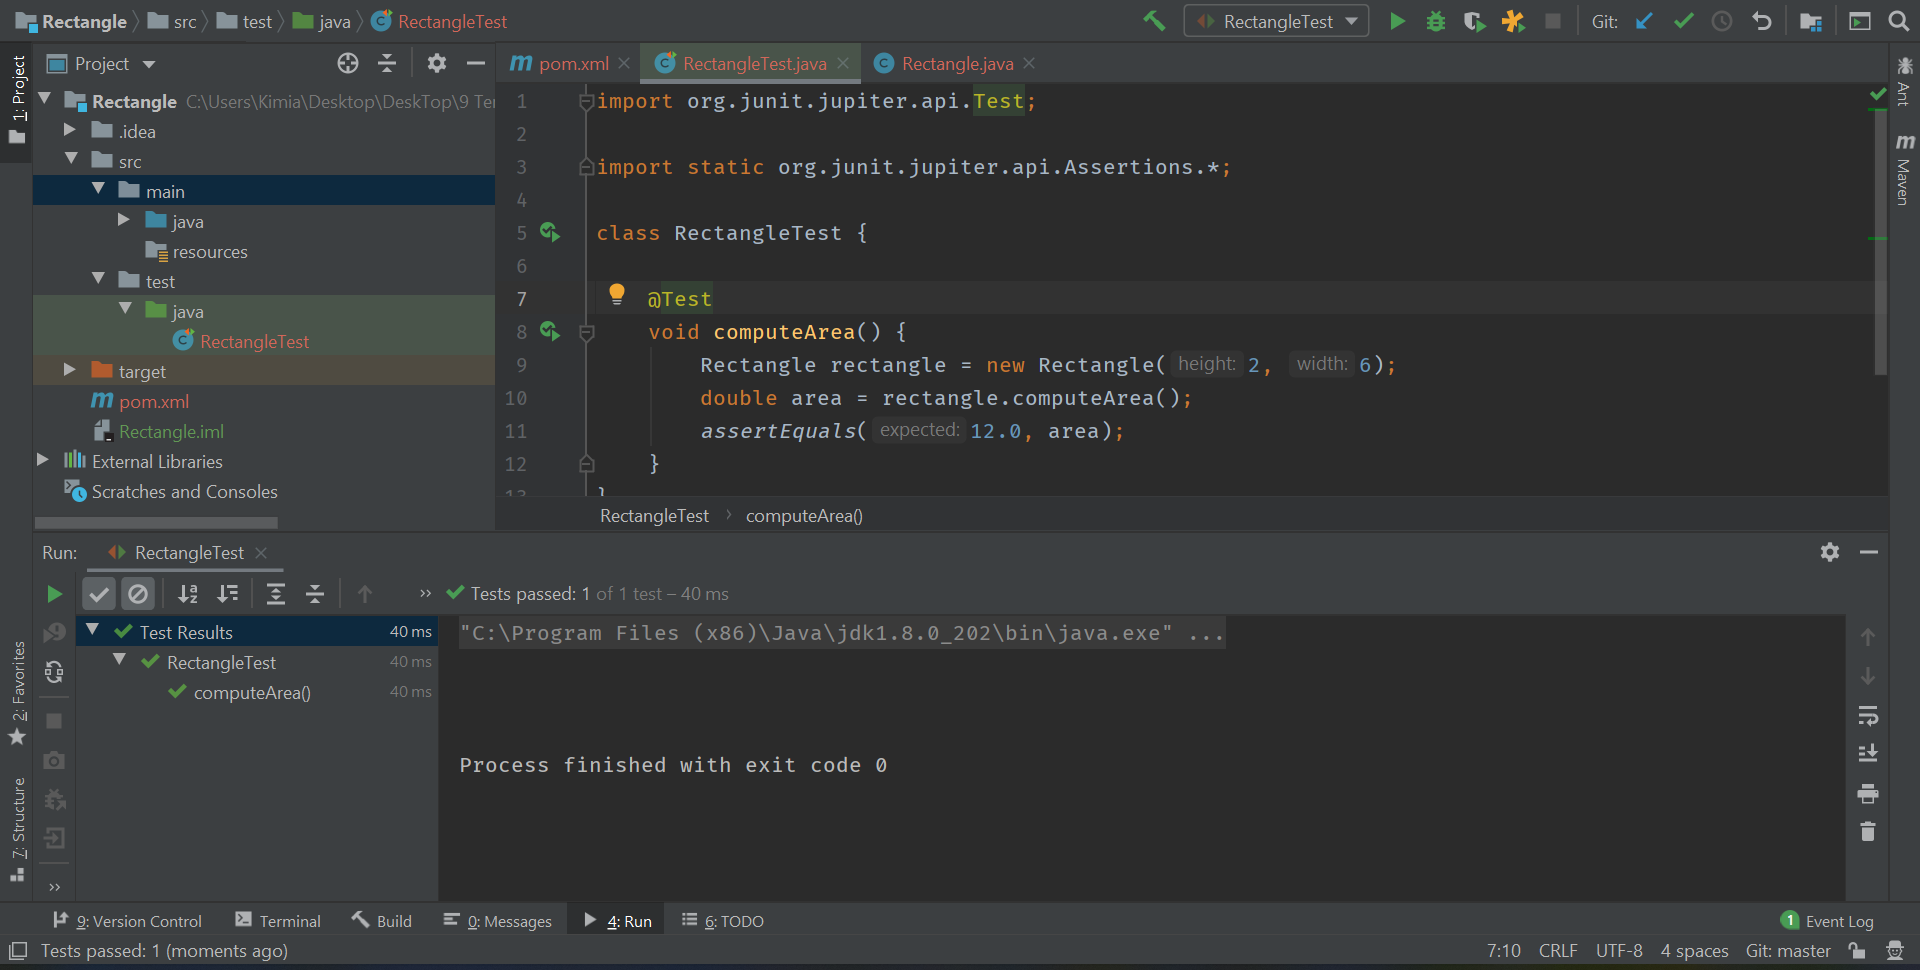 Rectangle src test java RectangleTest
RectangleTest
Git:
1: Project
Project
Rectangle C:\Users\Kimia\Desktop\DeskTop\9 Ter
.idea
src
main
java
resources
test
java
RectangleTest
target
pom.xml
Rectangle.iml
External Libraries
Scratches and Consoles
pom.xml RectangleTest.java Rectangle.java
1 import org.junit.jupiter.api.Test;
2
3 import static org.junit.jupiter.api.Assertions.*;
4
5 class RectangleTest {
6
7 @Test
8 void computeArea() {
9 Rectangle rectangle = new Rectangle( height: 2, width: 6);
10 double area = rectangle.computeArea();
11 assertEquals( expected: 12.0, area);
12 }
13 }
RectangleTest computeArea()
Ant
Maven
Run: RectangleTest
Tests passed: 1 of 1 test – 40 ms
Test Results 40 ms
RectangleTest 40 ms
computeArea() 40 ms
"C:\Program Files (x86)\Java\jdk1.8.0_202\bin\java.exe" ...
Process finished with exit code 0
2: Favorites
7: Structure
9: Version Control Terminal Build 0: Messages 4: Run 6: TODO
1 Event Log
Tests passed: 1 (moments ago)
7:10 CRLF UTF-8 4 spaces Git: master